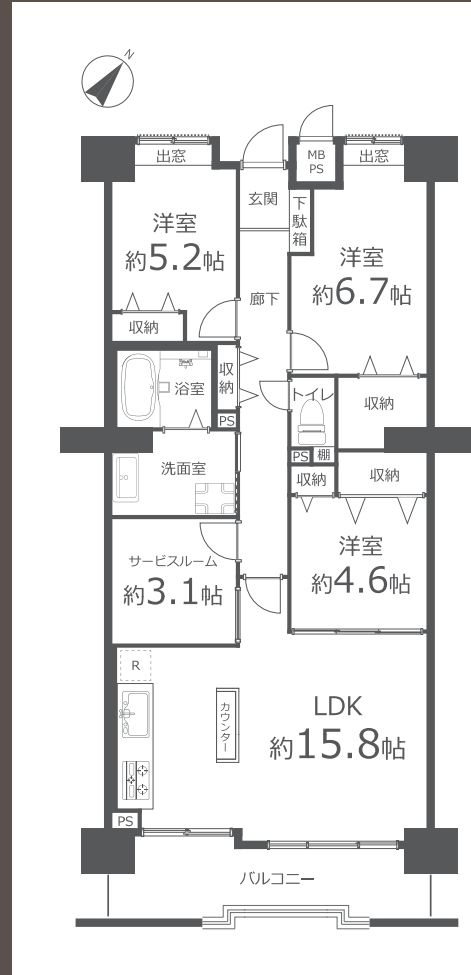 N
出窓
MB
PS
出窓
玄関
下駄箱
洋室
約5.2帖
洋室
約6.7帖
廊下
収納
収納
浴室
トイレ
収納
PS
洗面室
PS
棚
収納
収納
サービスルーム
約3.1帖
洋室
約4.6帖
R
カウンター
LDK
約15.8帖
PS
バルコニー